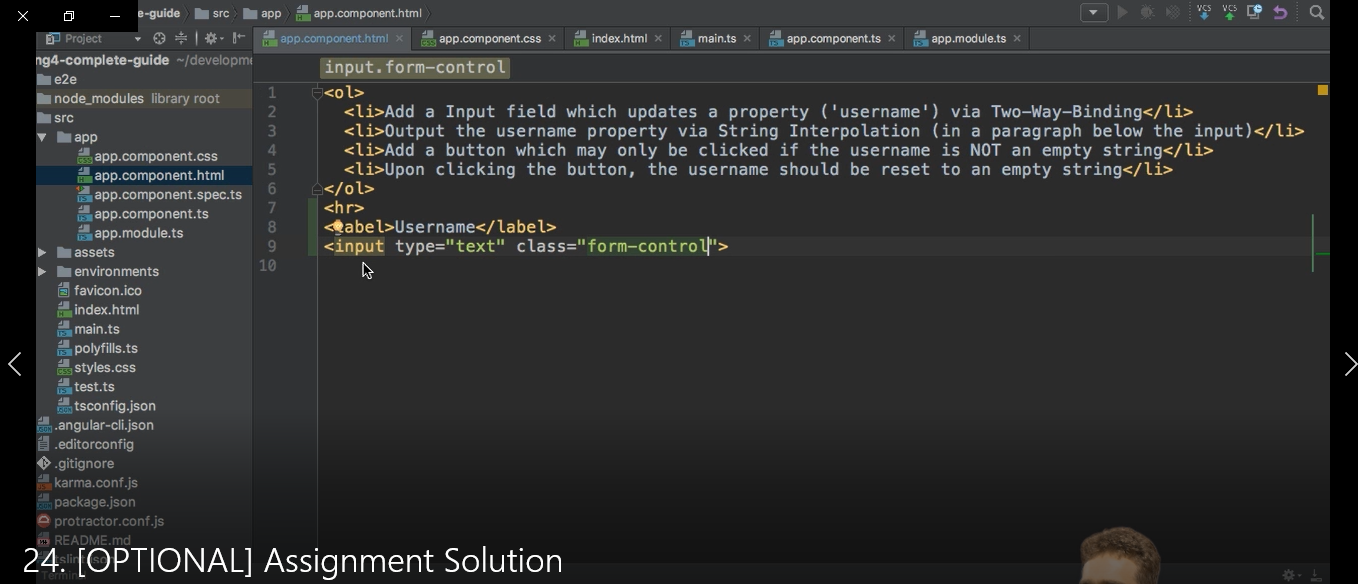 e-guide src app app.component.html
VCS VCS
Project
app.component.html app.component.css index.html main.ts app.component.ts app.module.ts
ng4-complete-guide ~/developme
input.form-control
e2e
node_modules library root
src
app
app.component.css
app.component.html
app.component.spec.ts
app.component.ts
app.module.ts
assets
environments
favicon.ico
index.html
main.ts
polyfills.ts
styles.css
test.ts
tsconfig.json
.angular-cli.json
.editorconfig
.gitignore
karma.conf.js
package.json
protractor.conf.js
README.md
tslint.json
Termin
1 <ol>
2 <li>Add a Input field which updates a property ('username') via Two-Way-Binding</li>
3 <li>Output the username property via String Interpolation (in a paragraph below the input)</li>
4 <li>Add a button which may only be clicked if the username is NOT an empty string</li>
5 <li>Upon clicking the button, the username should be reset to an empty string</li>
6 </ol>
7 <hr>
8 <label>Username</label>
9 <input type="text" class="form-control">
10
24. [OPTIONAL] Assignment Solution